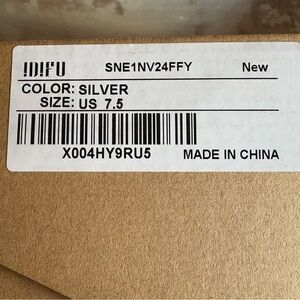 IDIFU SNE1NV24FFY New
COLOR: SILVER
SIZE: US 7.5
X004HY9RU5 MADE IN CHINA